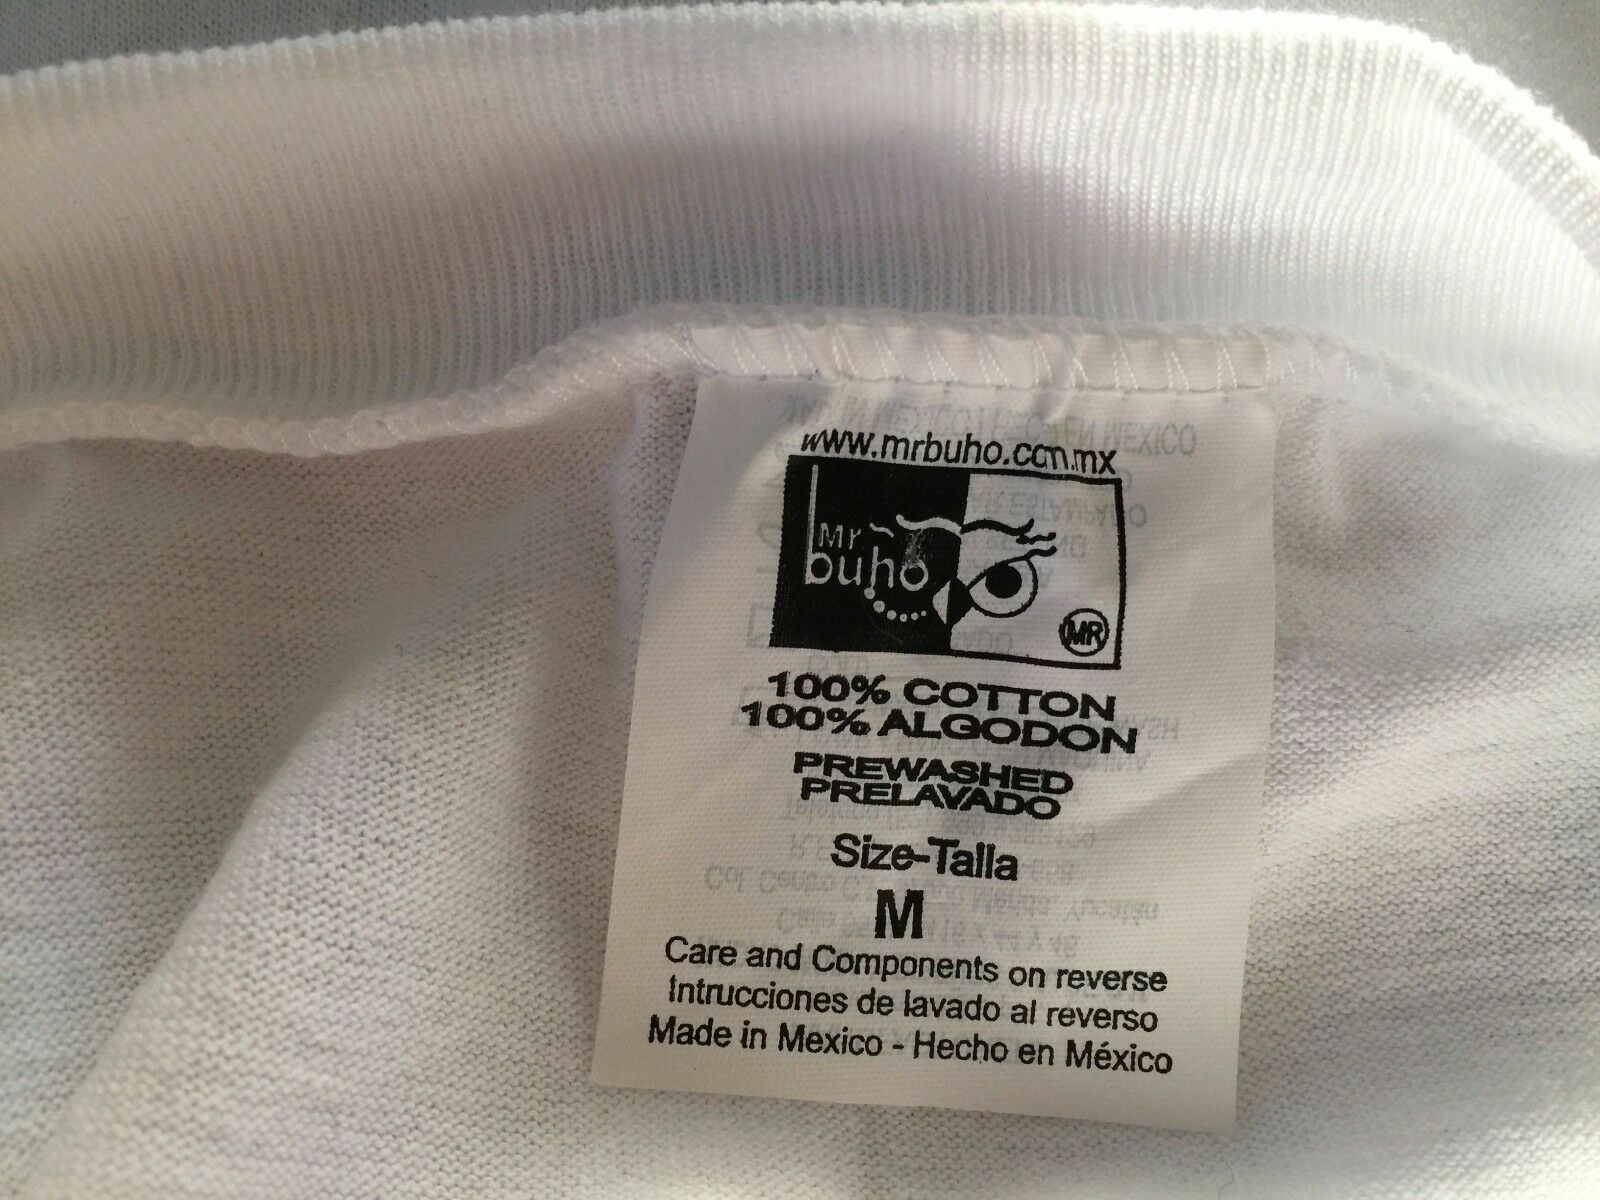 www.mrbuho.com.mx
Mr
buho
MR
100% COTTON
100% ALGODON
PREWASHED
PRELAVADO
Size-Talla
M
Care and Components on reverse
Intrucciones de lavado al reverso
Made in Mexico - Hecho en México